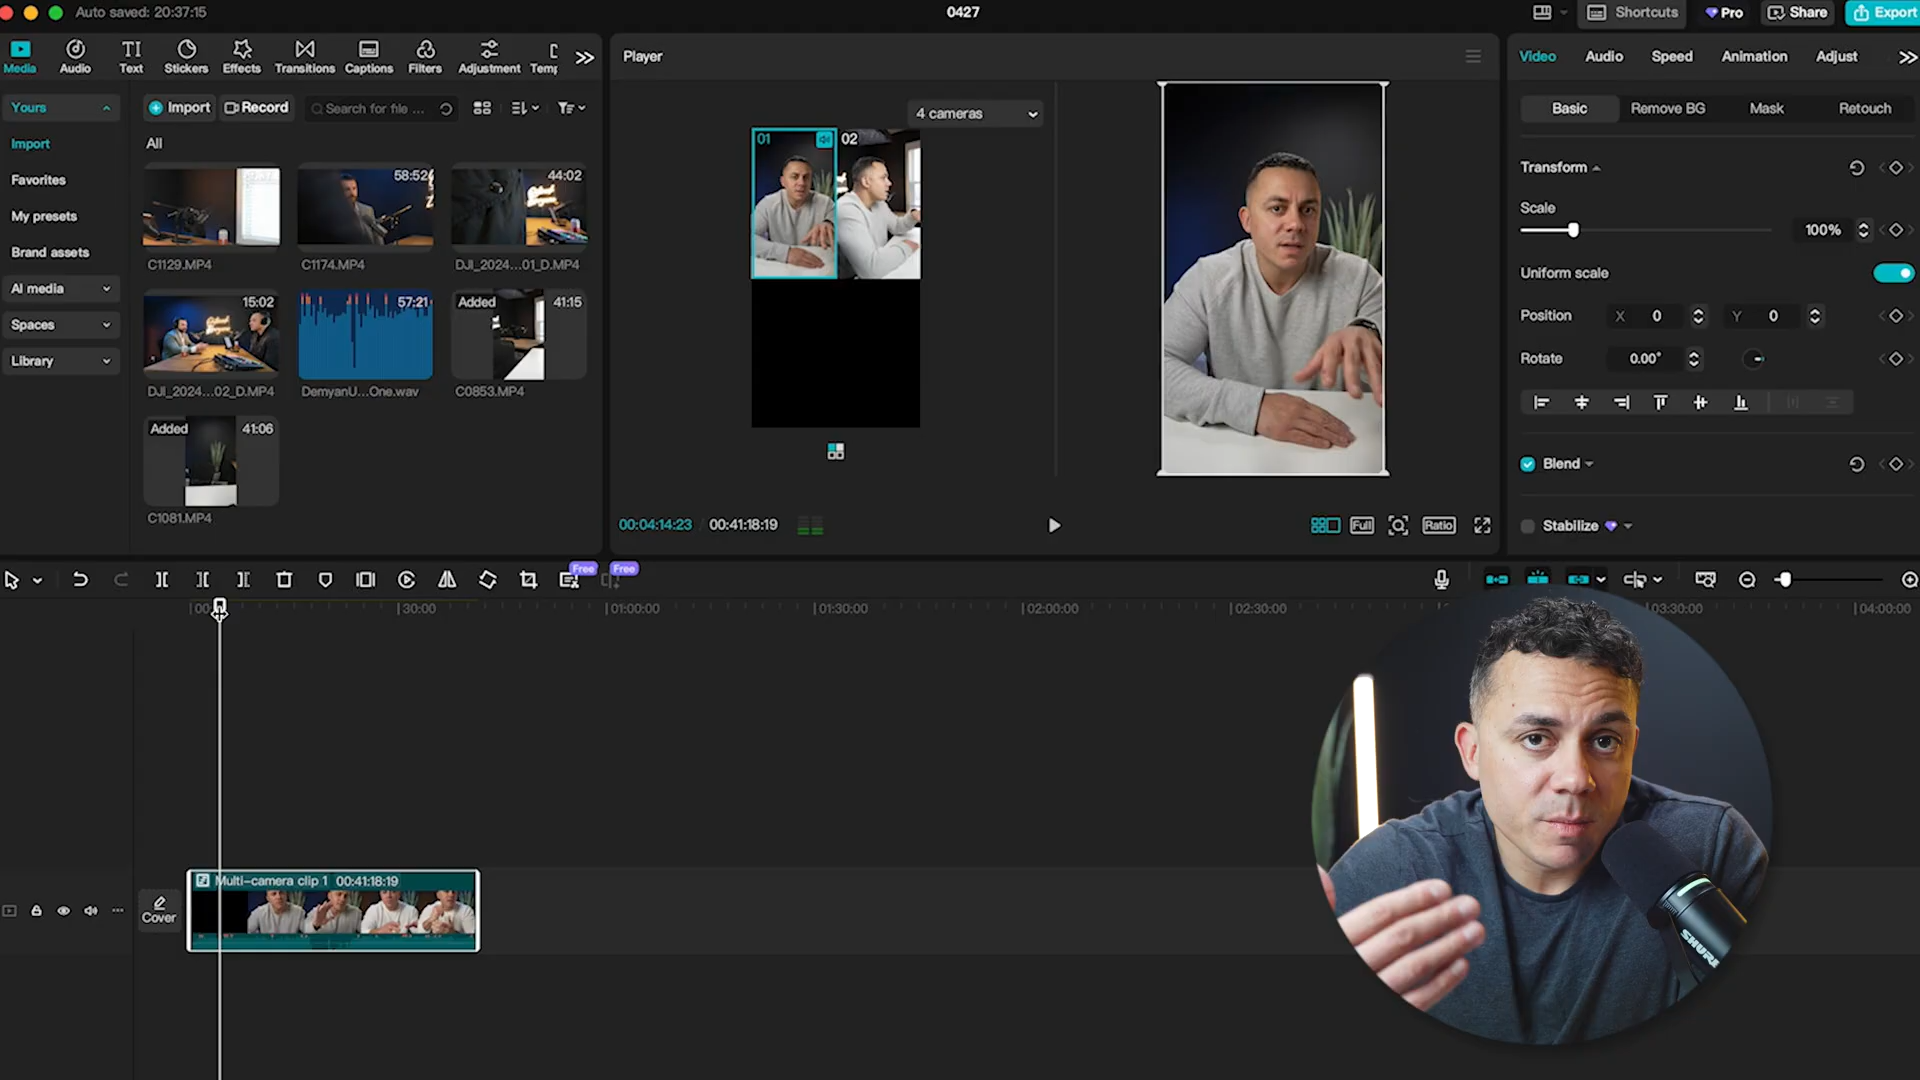 Auto saved: 20:37:15
0427
Shortcuts
Pro
Share
Export
Media
Audio
Text
Stickers
Effects
Transitions
Captions
Filters
Adjustment
Temp
Yours
Import
Favorites
My presets
Brand assets
AI media
Spaces
Library
Import
Record
Search for file ...
All
C1129.MP4
58:52
C1174.MP4
44:02
DJI_2024...01_D.MP4
15:02
DJI_2024...02_D.MP4
57:21
DemyanU...One.wav
Added
41:15
C0853.MP4
Added
41:06
C1081.MP4
Player
4 cameras
01
02
00:04:14:23 / 00:41:18:19
Full
Ratio
Video
Audio
Speed
Animation
Adjust
Basic
Remove BG
Mask
Retouch
Transform
Scale
100%
Uniform scale
Position
X 0
Y 0
Rotate
0.00°
Blend
Stabilize
Free
Free
30:00
01:00:00
01:30:00
02:00:00
02:30:00
03:30:00
04:00:00
Cover
Multi-camera clip 1 00:41:18:19
SHURE